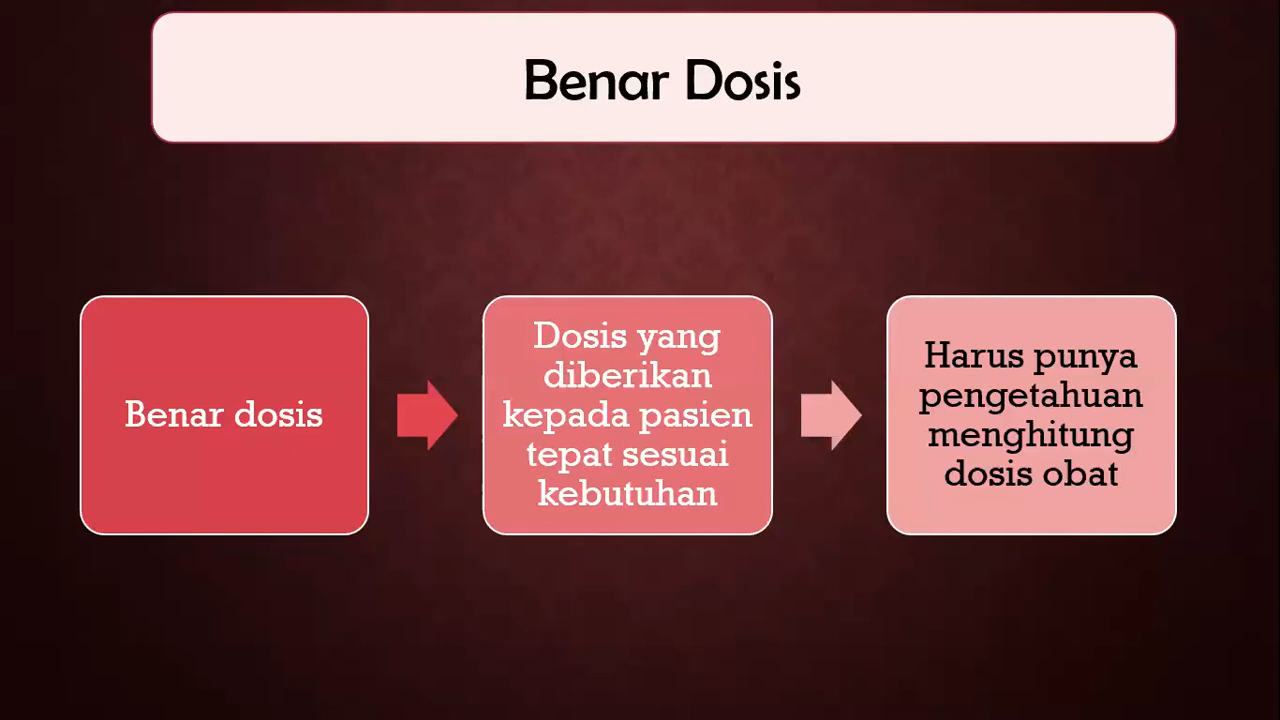 Benar Dosis
Benar dosis
Dosis yang
diberikan
kepada pasien
tepat sesuai
kebutuhan
Harus punya
pengetahuan
menghitung
dosis obat